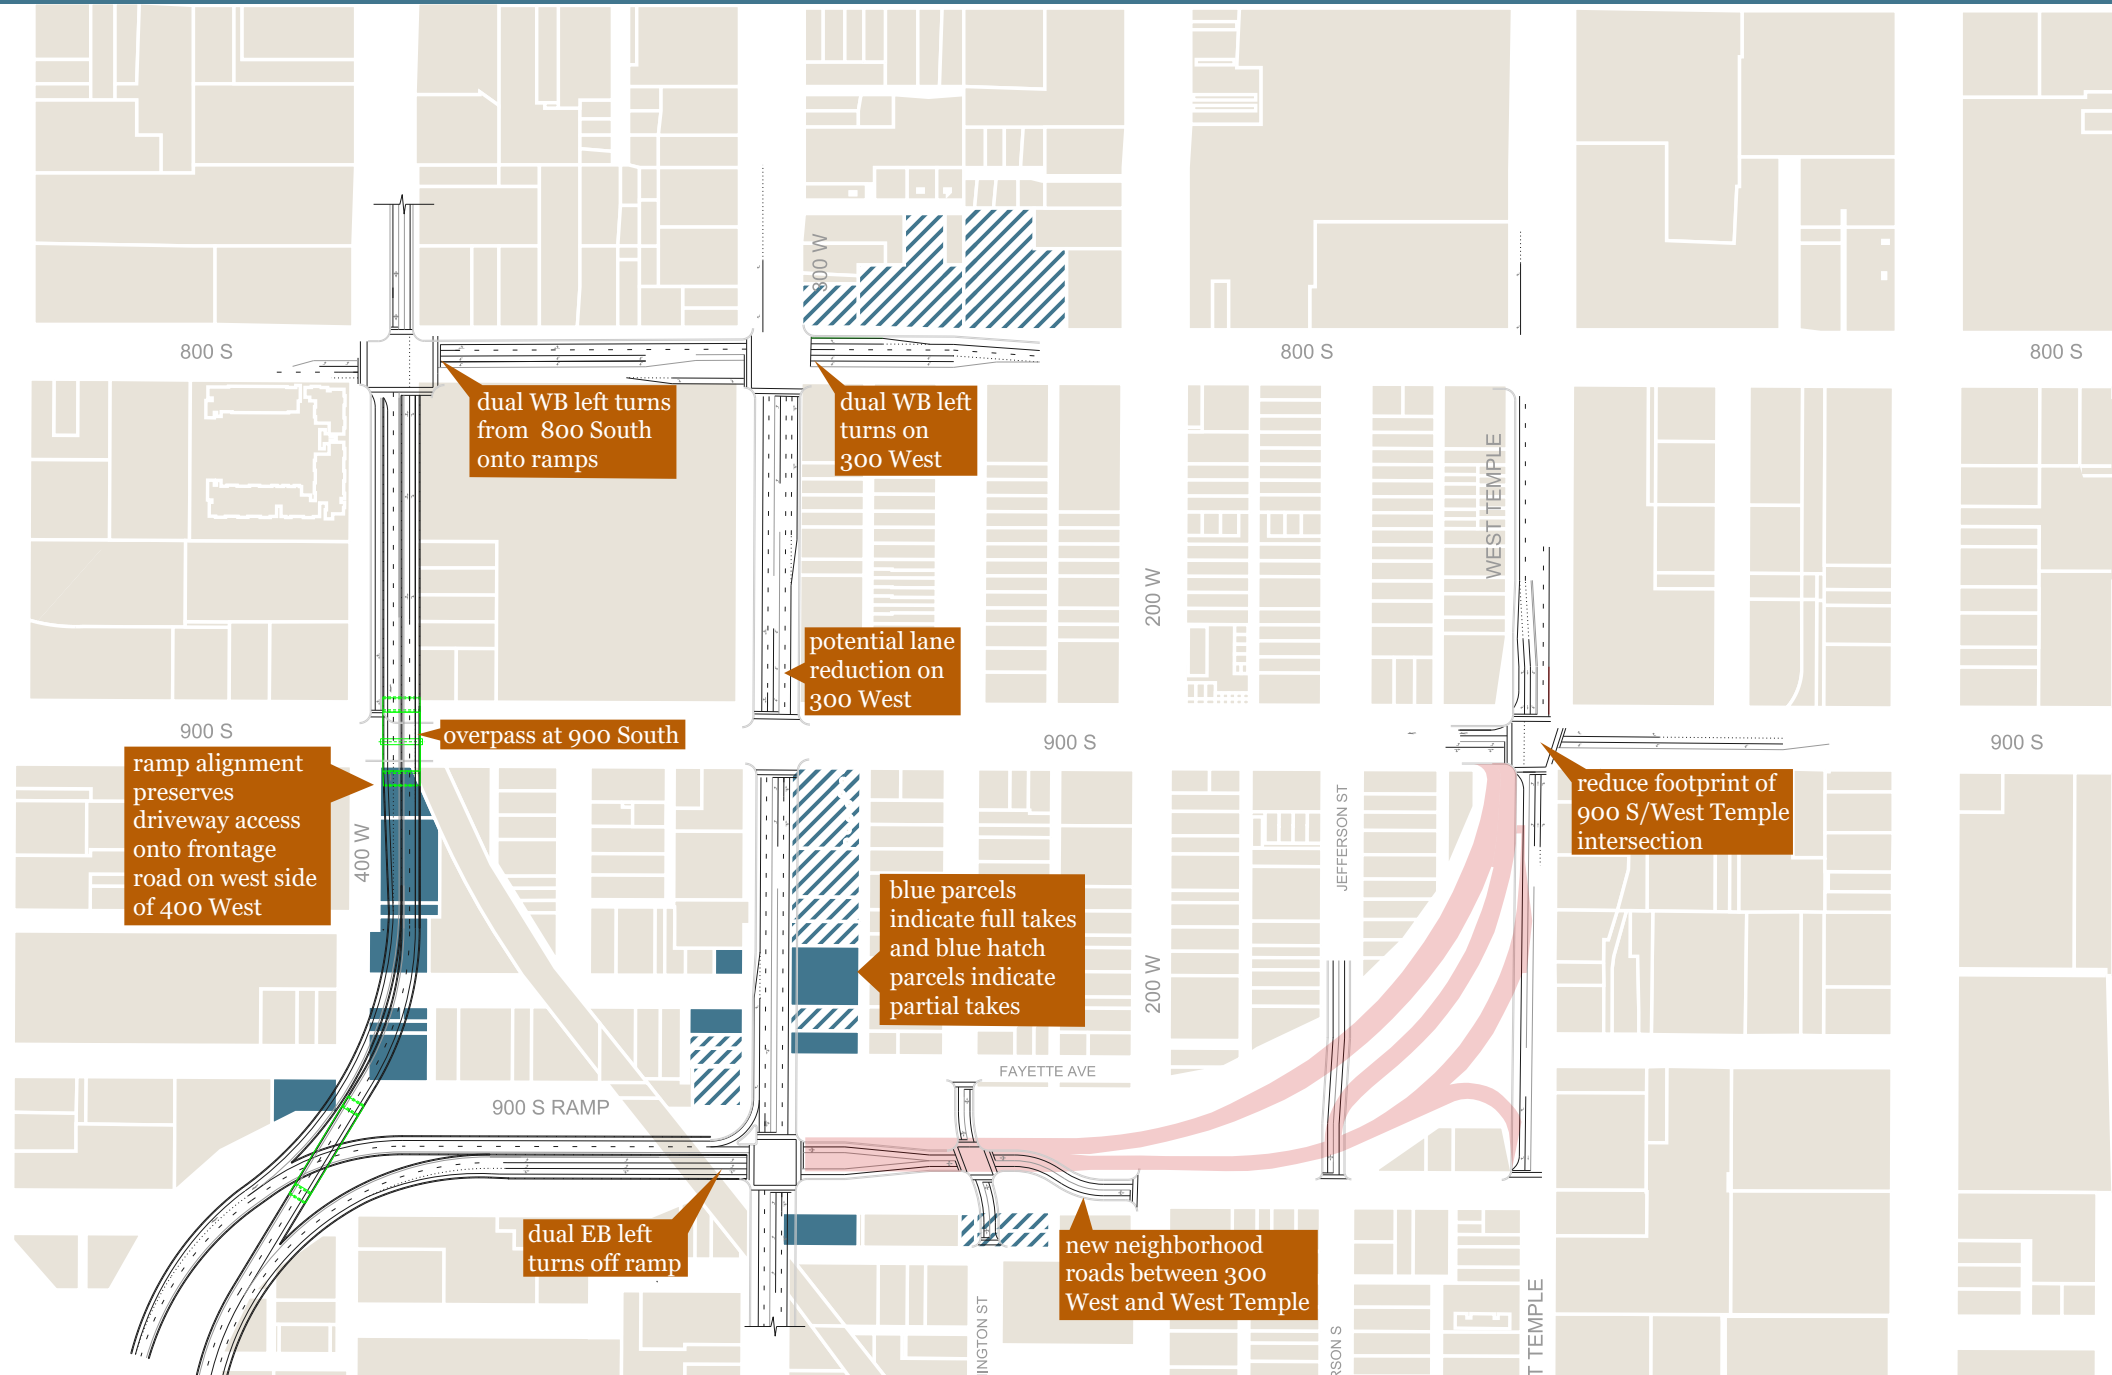 300 W
800 S
800 S
800 S
dual WB left turns
from 800 South
onto ramps
dual WB left
turns on
300 West
WEST TEMPLE
200 W
potential lane
reduction on
300 West
900 S
overpass at 900 South
900 S
900 S
ramp alignment
preserves
driveway access
onto frontage
road on west side
of 400 West
400 W
reduce footprint of
900 S/West Temple
intersection
JEFFERSON ST
blue parcels
indicate full takes
and blue hatch
parcels indicate
partial takes
200 W
FAYETTE AVE
900 S RAMP
dual EB left
turns off ramp
new neighborhood
roads between 300
West and West Temple
INGTON ST
RSON S
T TEMPLE